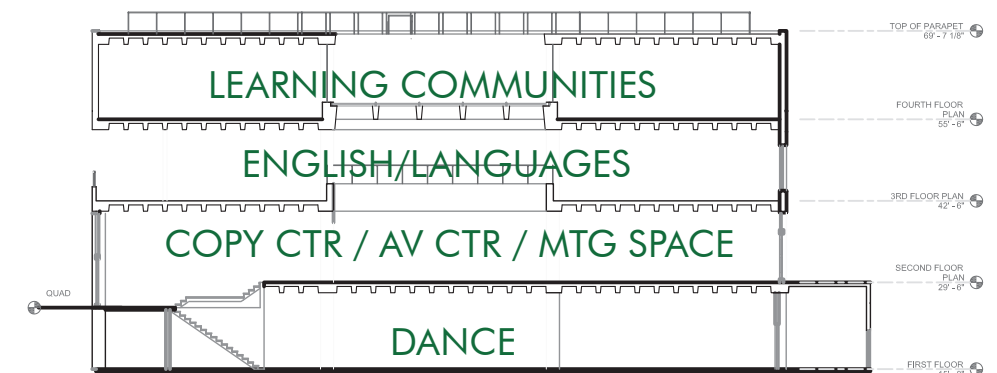 TOP OF PARAPET
69' - 7 1/8"
LEARNING COMMUNITIES
FOURTH FLOOR
PLAN
55' - 6"
ENGLISH/LANGUAGES
3RD FLOOR PLAN
42' - 6"
COPY CTR / AV CTR / MTG SPACE
SECOND FLOOR
PLAN
29' - 6"
QUAD
DANCE
FIRST FLOOR